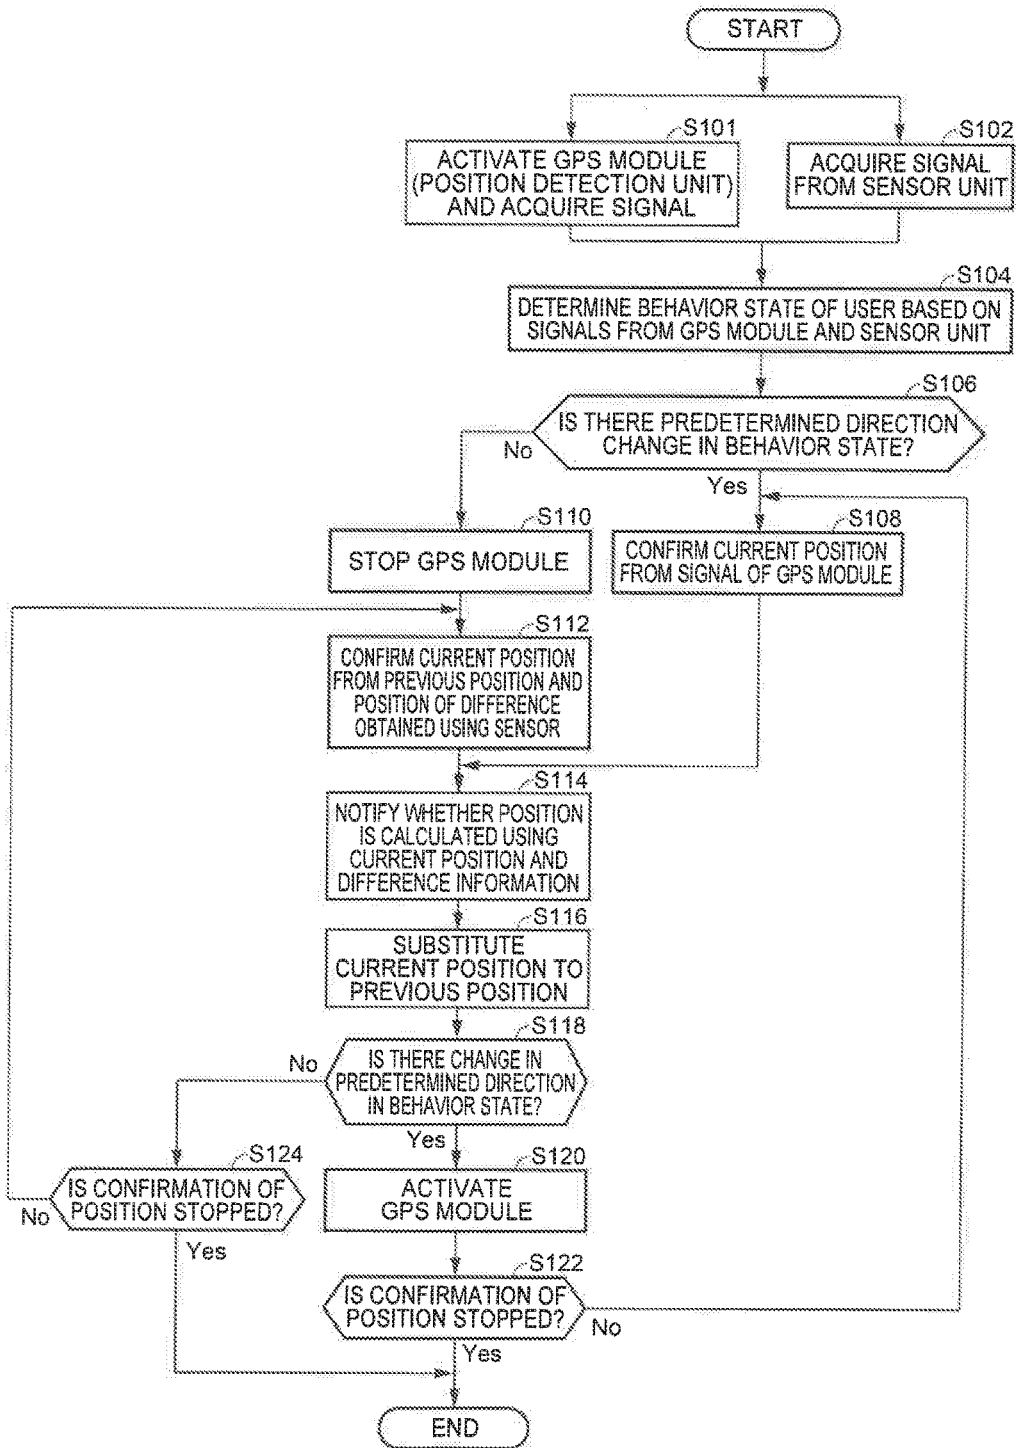 START
S101
ACTIVATE GPS MODULE
(POSITION DETECTION UNIT)
AND ACQUIRE SIGNAL
S102
ACQUIRE SIGNAL
FROM SENSOR UNIT
S104
DETERMINE BEHAVIOR STATE OF USER BASED ON
SIGNALS FROM GPS MODULE AND SENSOR UNIT
S106
IS THERE PREDETERMINED DIRECTION
CHANGE IN BEHAVIOR STATE?
No
Yes
S110
STOP GPS MODULE
S108
CONFIRM CURRENT POSITION
FROM SIGNAL OF GPS MODULE
S112
CONFIRM CURRENT POSITION
FROM PREVIOUS POSITION AND
POSITION OF DIFFERENCE
OBTAINED USING SENSOR
S114
NOTIFY WHETHER POSITION
IS CALCULATED USING
CURRENT POSITION AND
DIFFERENCE INFORMATION
S116
SUBSTITUTE
CURRENT POSITION TO
PREVIOUS POSITION
S118
IS THERE CHANGE IN
PREDETERMINED DIRECTION
IN BEHAVIOR STATE?
No
Yes
S124
IS CONFIRMATION OF
POSITION STOPPED?
No
Yes
S120
ACTIVATE
GPS MODULE
S122
IS CONFIRMATION OF
POSITION STOPPED?
No
Yes
END